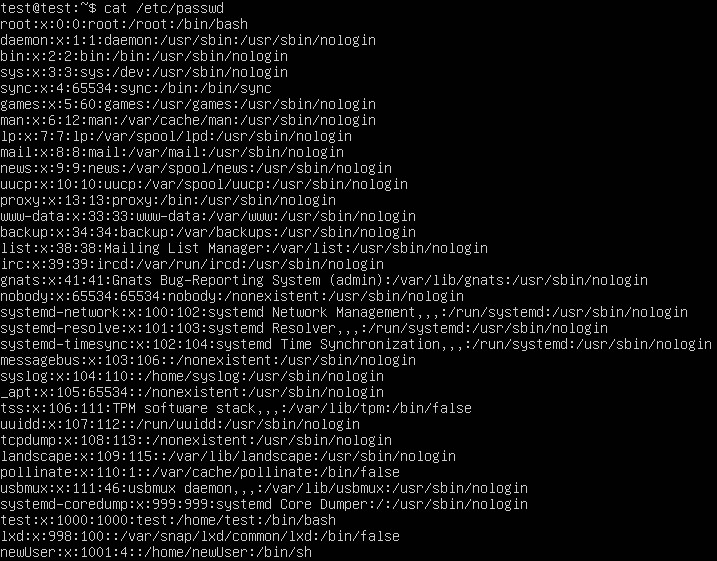 test@test:~$ cat /etc/passwd
root:x:0:0:root:/root:/bin/bash
daemon:x:1:1:daemon:/usr/sbin:/usr/sbin/nologin
bin:x:2:2:bin:/bin:/usr/sbin/nologin
sys:x:3:3:sys:/dev:/usr/sbin/nologin
sync:x:4:65534:sync:/bin:/bin/sync
games:x:5:60:games:/usr/games:/usr/sbin/nologin
man:x:6:12:man:/var/cache/man:/usr/sbin/nologin
lp:x:7:7:lp:/var/spool/lpd:/usr/sbin/nologin
mail:x:8:8:mail:/var/mail:/usr/sbin/nologin
news:x:9:9:news:/var/spool/news:/usr/sbin/nologin
uucp:x:10:10:uucp:/var/spool/uucp:/usr/sbin/nologin
proxy:x:13:13:proxy:/bin:/usr/sbin/nologin
www-data:x:33:33:www-data:/var/www:/usr/sbin/nologin
backup:x:34:34:backup:/var/backups:/usr/sbin/nologin
list:x:38:38:Mailing List Manager:/var/list:/usr/sbin/nologin
irc:x:39:39:ircd:/var/run/ircd:/usr/sbin/nologin
gnats:x:41:41:Gnats Bug-Reporting System (admin):/var/lib/gnats:/usr/sbin/nologin
nobody:x:65534:65534:nobody:/nonexistent:/usr/sbin/nologin
systemd-network:x:100:102:systemd Network Management,,,:/run/systemd:/usr/sbin/nologin
systemd-resolve:x:101:103:systemd Resolver,,,:/run/systemd:/usr/sbin/nologin
systemd-timesync:x:102:104:systemd Time Synchronization,,,:/run/systemd:/usr/sbin/nologin
messagebus:x:103:106::/nonexistent:/usr/sbin/nologin
syslog:x:104:110::/home/syslog:/usr/sbin/nologin
_apt:x:105:65534::/nonexistent:/usr/sbin/nologin
tss:x:106:111:TPM software stack,,,:/var/lib/tpm:/bin/false
uuidd:x:107:112::/run/uuidd:/usr/sbin/nologin
tcpdump:x:108:113::/nonexistent:/usr/sbin/nologin
landscape:x:109:115::/var/lib/landscape:/usr/sbin/nologin
pollinate:x:110:1::/var/cache/pollinate:/bin/false
usbmux:x:111:46:usbmux daemon,,,:/var/lib/usbmux:/usr/sbin/nologin
systemd-coredump:x:999:999:systemd Core Dumper:/:/usr/sbin/nologin
test:x:1000:1000:test:/home/test:/bin/bash
lxd:x:998:100::/var/snap/lxd/common/lxd:/bin/false
newUser:x:1001:4::/home/newUser:/bin/sh